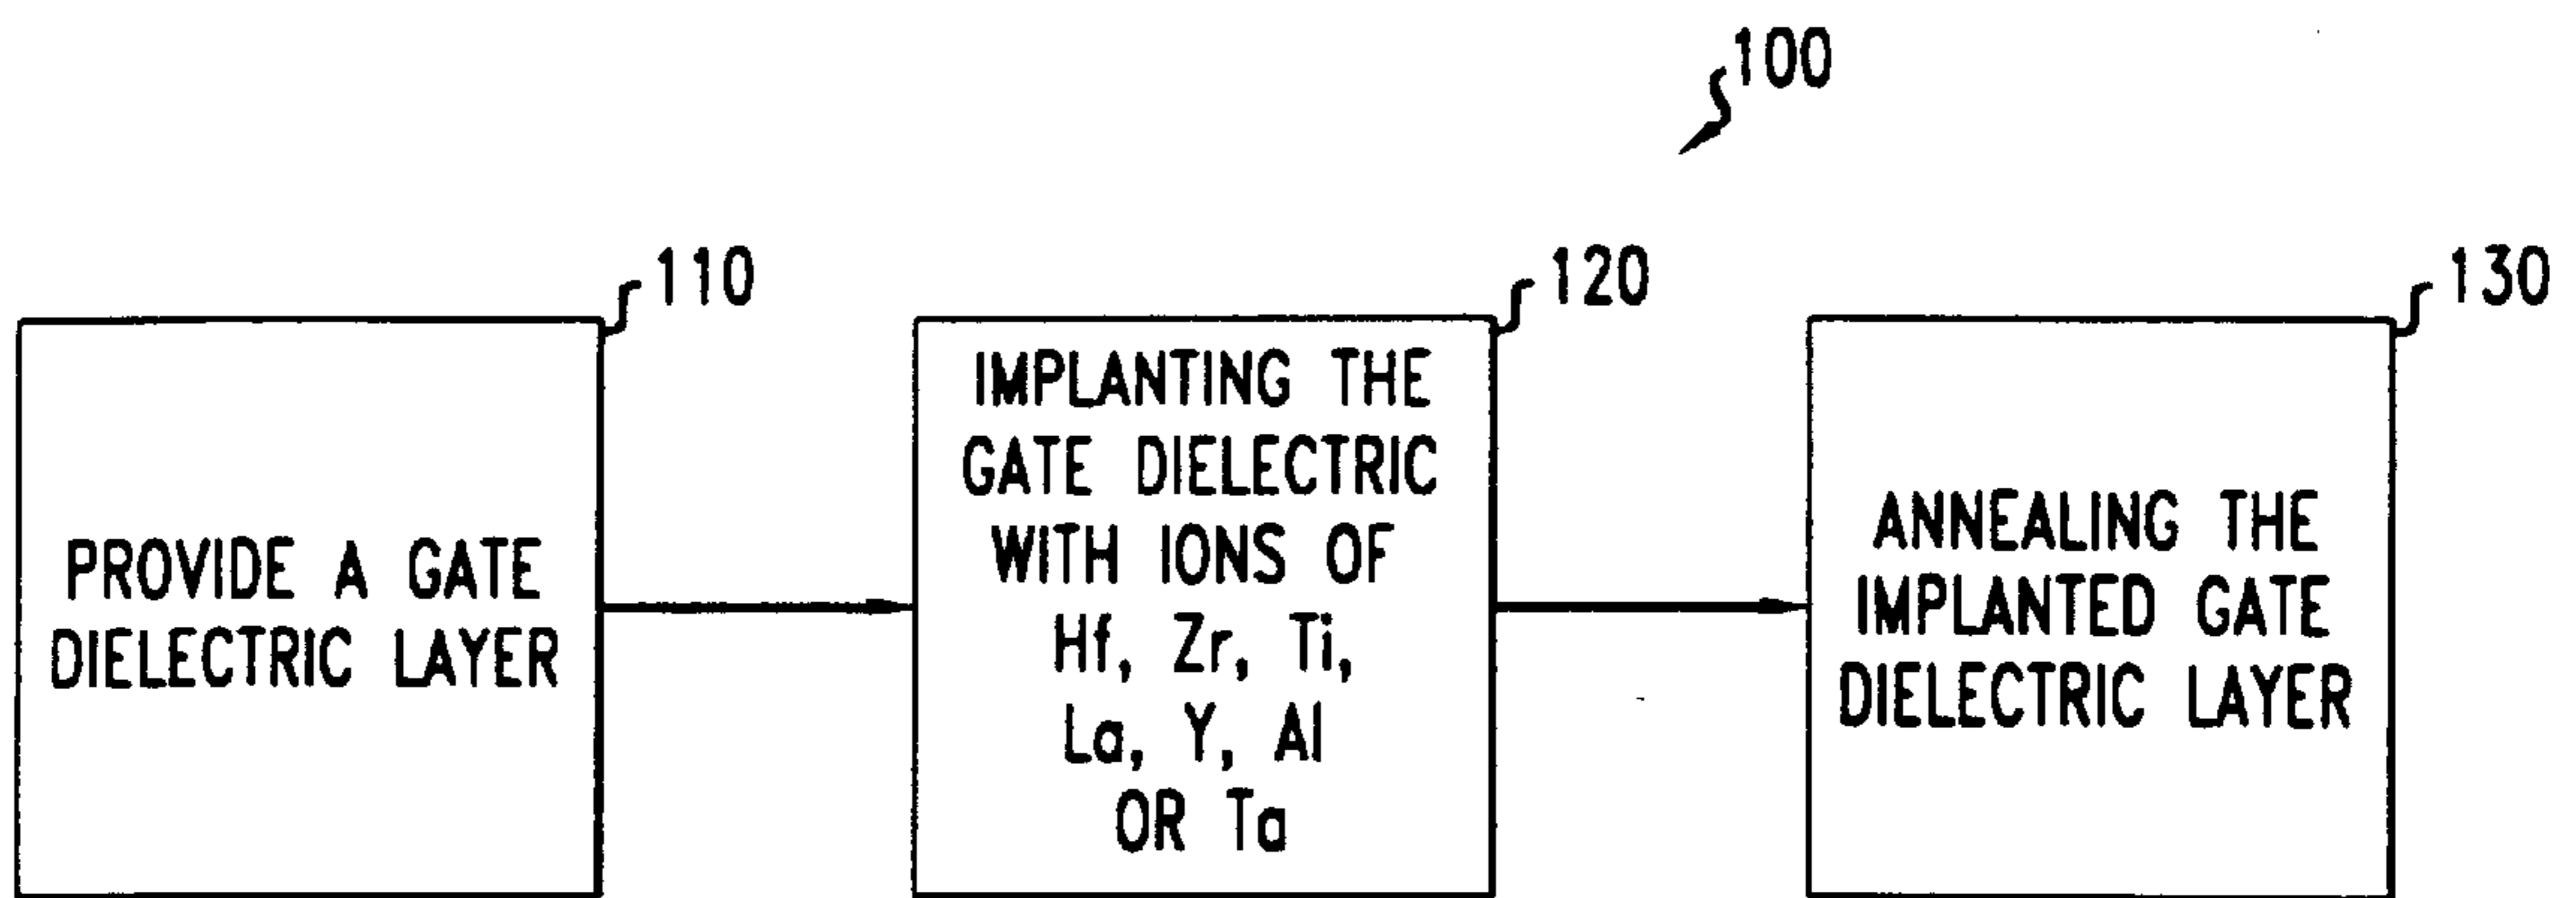 100
110
PROVIDE A GATE
DIELECTRIC LAYER
120
IMPLANTING THE
GATE DIELECTRIC
WITH IONS OF
Hf, Zr, Ti,
La, Y, Al
OR Ta
130
ANNEALING THE
IMPLANTED GATE
DIELECTRIC LAYER